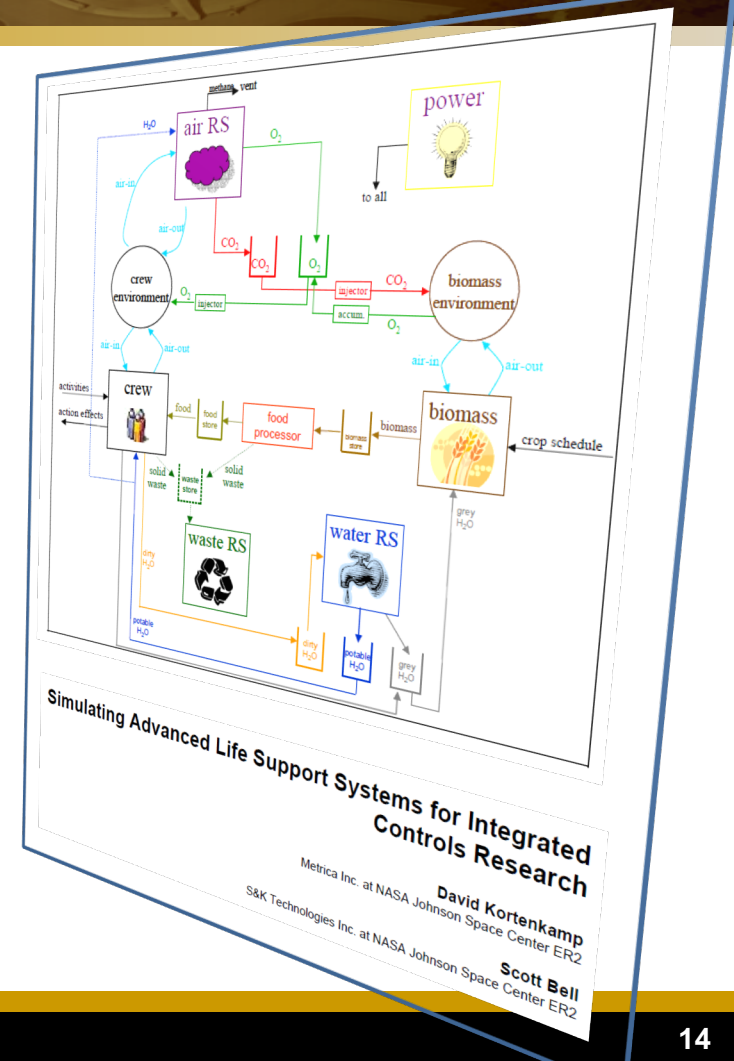 methane vent
H₂O
air RS
O₂
power
to all
air-in
air-out
CO₂
CO₂
O₂
crew
environment
O₂
injector
injector
CO₂
accum.
O₂
biomass
environment
air-in
air-out
air-in
air-out
activities
action effects
crew
food
food
store
food
processor
biomass
store
biomass
biomass
crop schedule
solid
waste
waste
store
solid
waste
grey
H₂O
waste RS
water RS
dirty
H₂O
potable
H₂O
dirty
H₂O
potable
H₂O
grey
H₂O
Simulating Advanced Life Support Systems for Integrated
Controls Research
David Kortenkamp
Metrica Inc. at NASA Johnson Space Center ER2
Scott Bell
S&K Technologies Inc. at NASA Johnson Space Center ER2
14